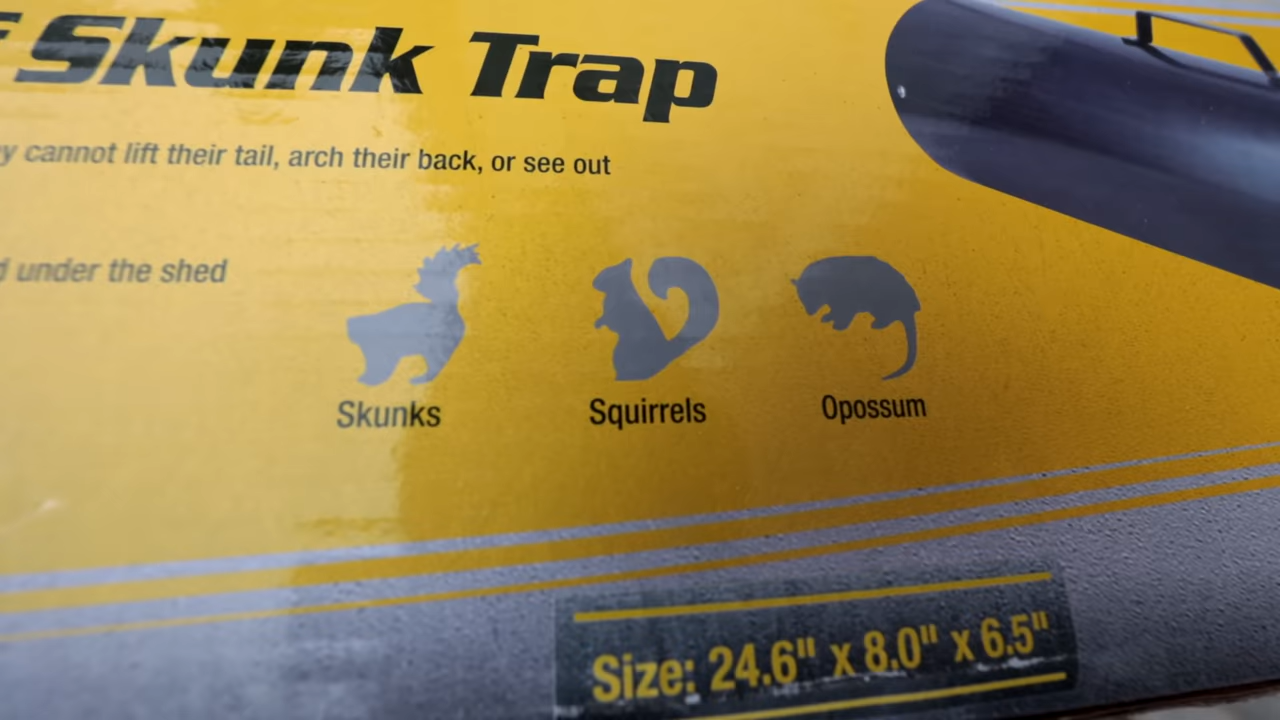 Skunk Trap
cannot lift their tail, arch their back, or see out
under the shed
Skunks
Squirrels
Opossum
Size: 24.6" x 8.0" x 6.5"